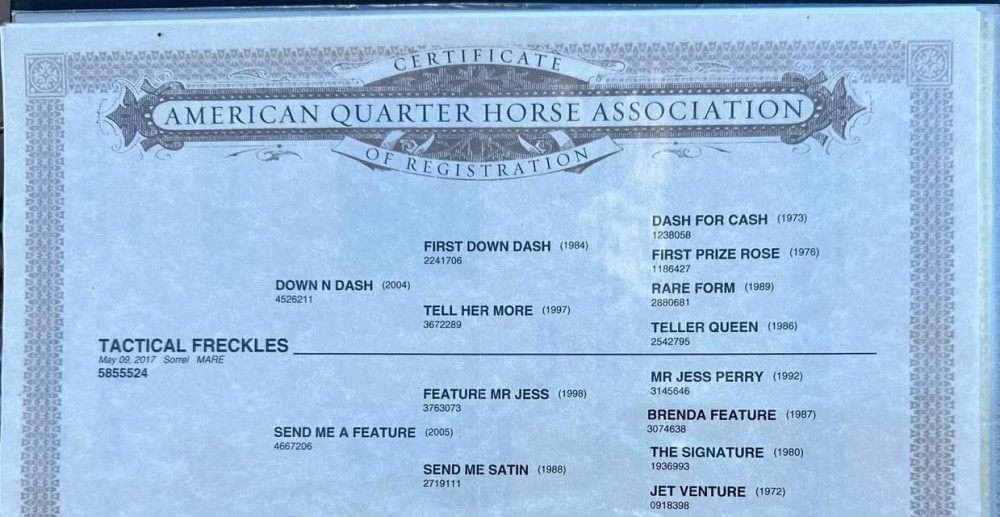 CERTIFICATE
AMERICAN QUARTER HORSE ASSOCIATION
OF REGISTRATION
DASH FOR CASH (1973)
1238058
FIRST DOWN DASH (1984)
2241706
FIRST PRIZE ROSE (1976)
1186427
DOWN N DASH (2004)
4526211
RARE FORM (1989)
2880681
TELL HER MORE (1997)
3672289
TELLER QUEEN (1986)
2542795
TACTICAL FRECKLES
May 09, 2017 Sorrel MARE
5855524
MR JESS PERRY (1992)
3145646
FEATURE MR JESS (1998)
3763073
BRENDA FEATURE (1987)
3074638
SEND ME A FEATURE (2005)
4667206
THE SIGNATURE (1980)
1936993
SEND ME SATIN (1988)
2719111
JET VENTURE (1972)
0918398